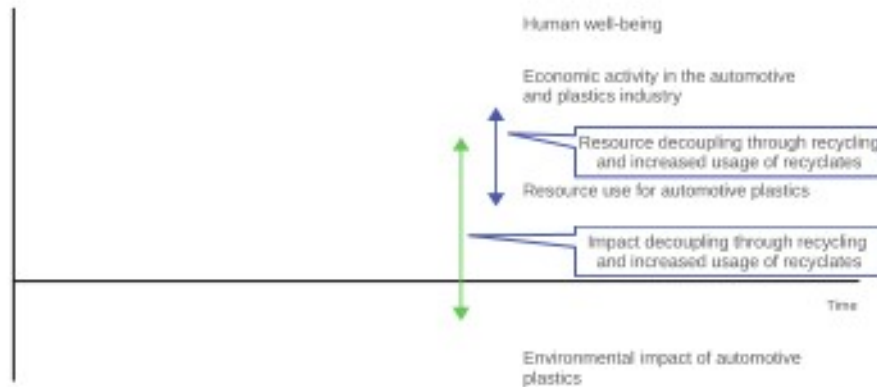 Human well-being
Economic activity in the automotive
and plastics industry
Resource decoupling through recycling
and increased usage of recyclates
Resource use for automotive plastics
Impact decoupling through recycling
and increased usage of recyclates
Time
Environmental impact of automotive
plastics